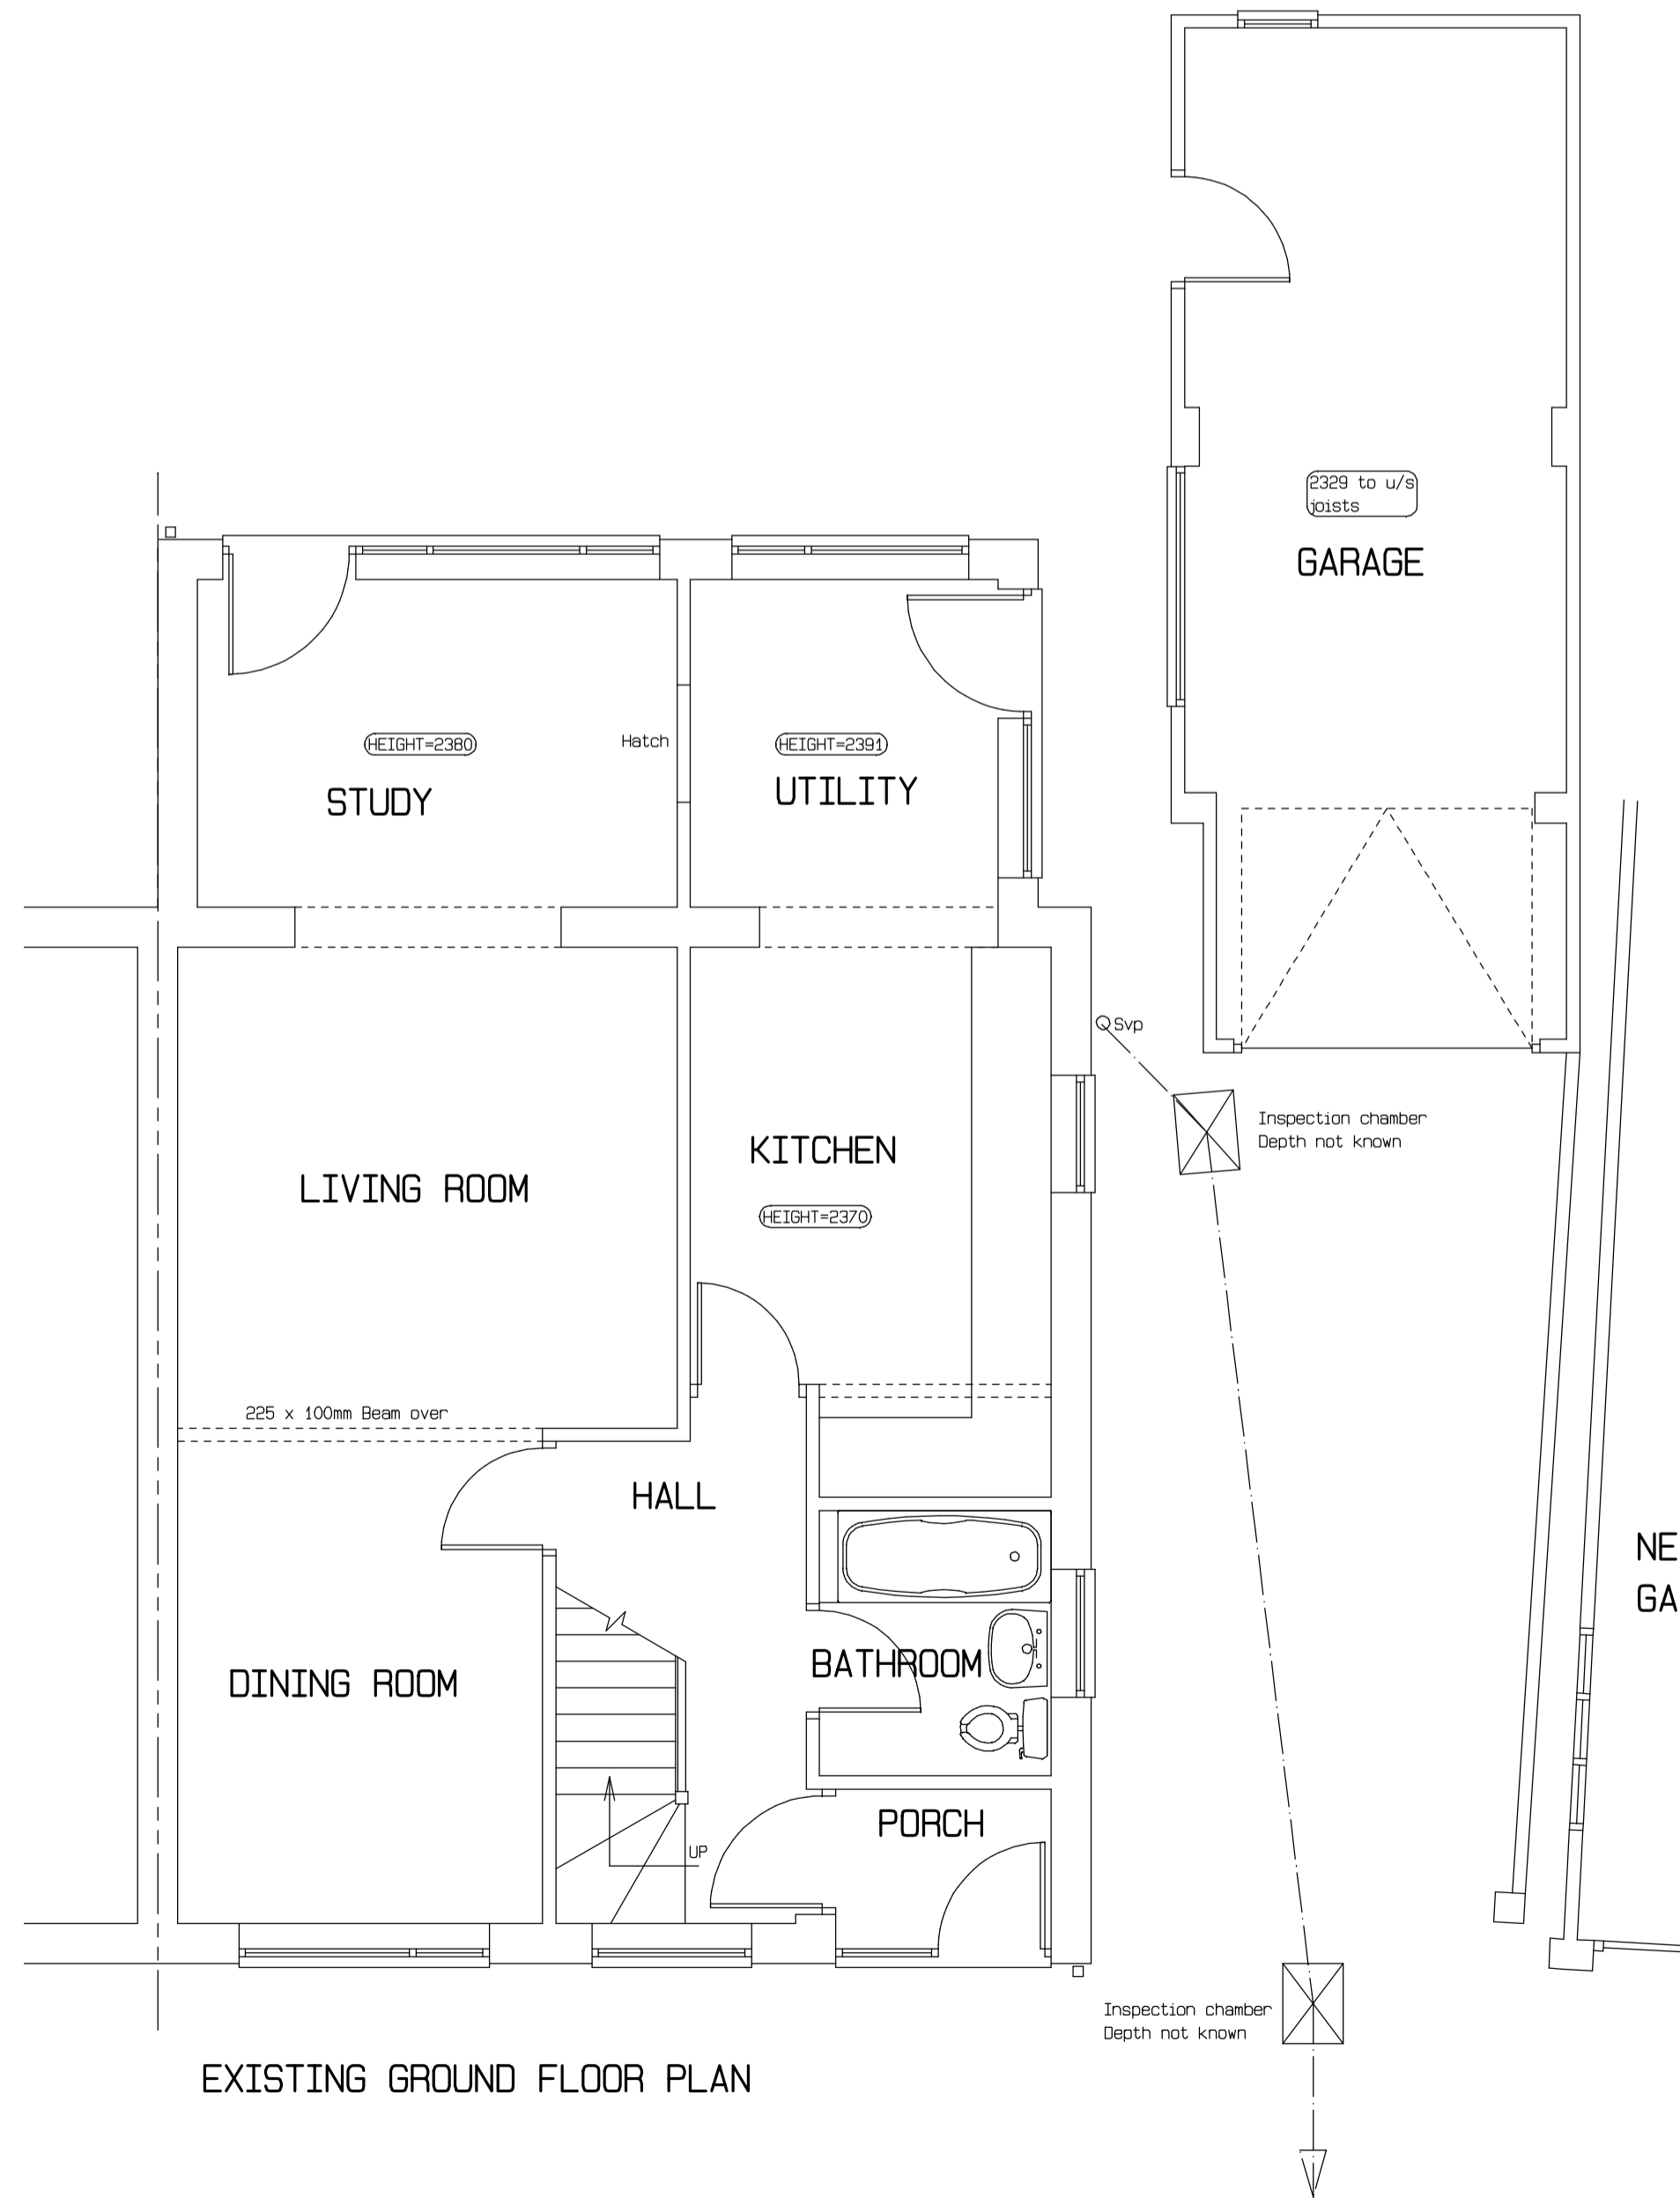 2329 to u/s
joists
GARAGE
HEIGHT=2380
Hatch
HEIGHT=2391
STUDY
UTILITY
Svp
Inspection chamber
Depth not known
KITCHEN
LIVING ROOM
HEIGHT=2370
225 x 100mm Beam over
HALL
NE
GA
BATHROOM
DINING ROOM
PORCH
UP
Inspection chamber
Depth not known
EXISTING GROUND FLOOR PLAN